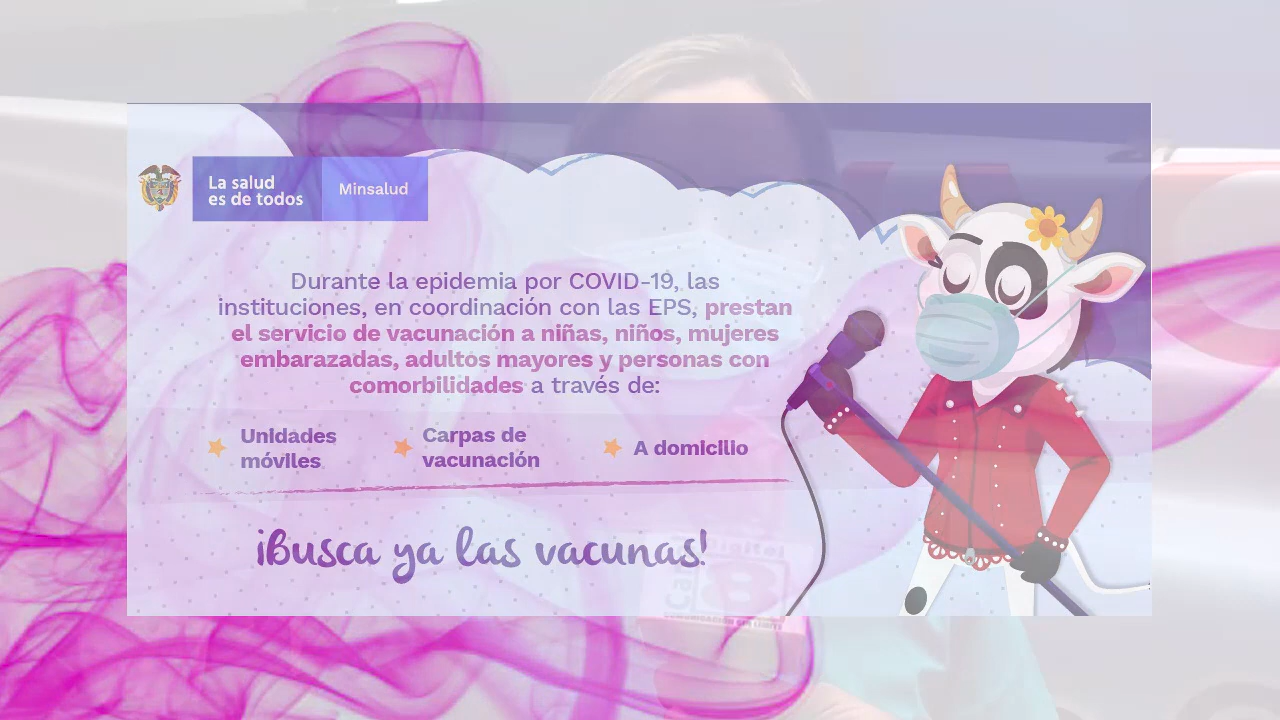 La salud
es de todos
Minsalud
Durante la epidemia por COVID-19, las
instituciones, en coordinación con las EPS, prestan
el servicio de vacunación a niñas, niños, mujeres
embarazadas, adultos mayores y personas con
comorbilidades a través de:
Unidades
móviles
Carpas de
vacunación
A domicilio
¡Busca ya las vacunas!